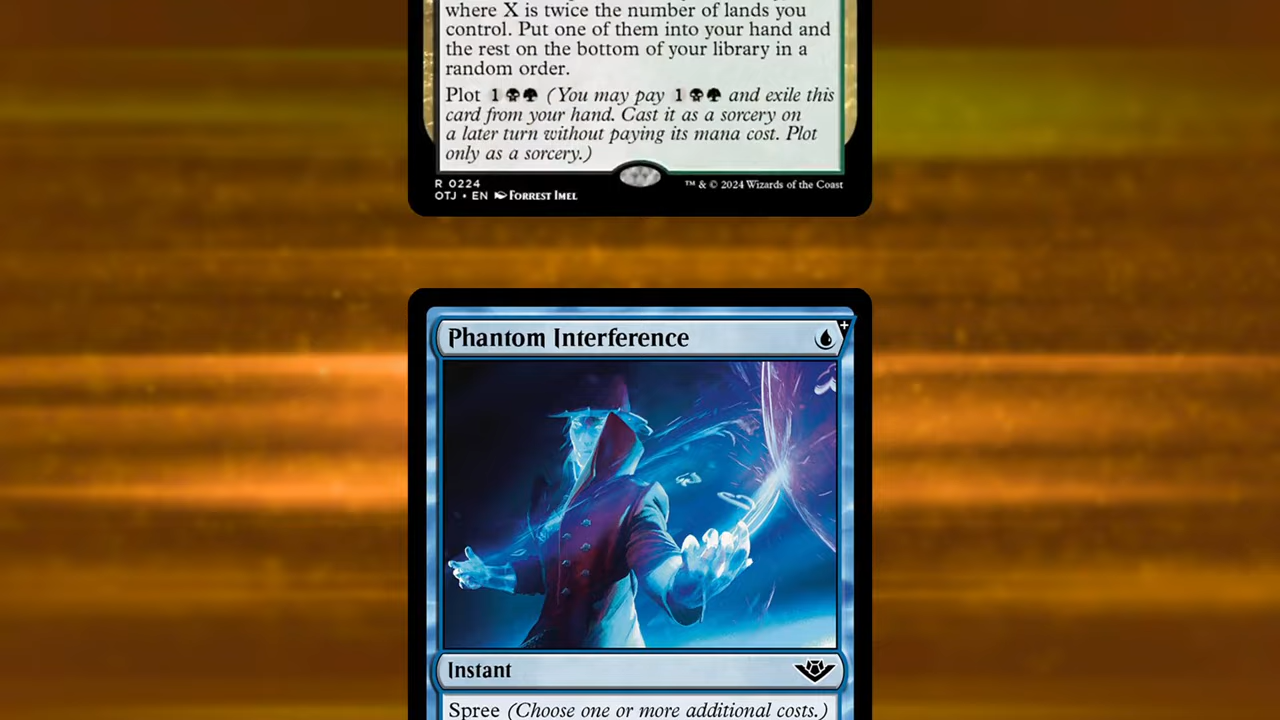 where X is twice the number of lands you
control. Put one of them into your hand and
the rest on the bottom of your library in a
random order.
Plot 1 (You may pay 1 and exile this
card from your hand. Cast it as a sorcery on
a later turn without paying its mana cost. Plot
only as a sorcery.)
R 0224
OTJ • EN FORREST IMEL
™ & © 2024 Wizards of the Coast
Phantom Interference
+
Instant
Spree (Choose one or more additional costs.)